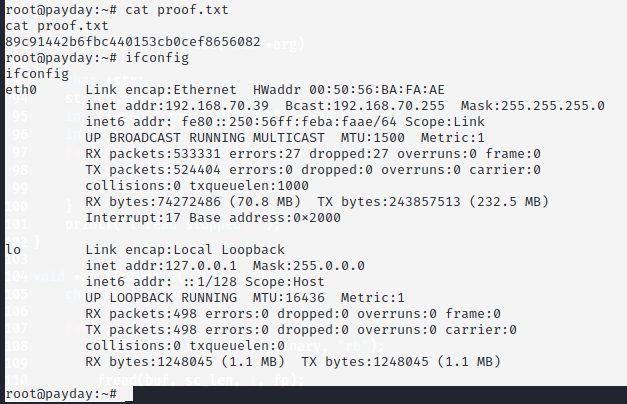 root@payday:~# cat proof.txt
cat proof.txt
89c91442b6fbc440153cb0cef8656082
root@payday:~# ifconfig
ifconfig
eth0      Link encap:Ethernet  HWaddr 00:50:56:BA:FA:AE
          inet addr:192.168.70.39  Bcast:192.168.70.255  Mask:255.255.255.0
          inet6 addr: fe80::250:56ff:feba:faae/64 Scope:Link
          UP BROADCAST RUNNING MULTICAST  MTU:1500  Metric:1
          RX packets:533331 errors:27 dropped:27 overruns:0 frame:0
          TX packets:524404 errors:0 dropped:0 overruns:0 carrier:0
          collisions:0 txqueuelen:1000
          RX bytes:74272486 (70.8 MB)  TX bytes:243857513 (232.5 MB)
          Interrupt:17 Base address:0×2000
lo        Link encap:Local Loopback
          inet addr:127.0.0.1  Mask:255.0.0.0
          inet6 addr: ::1/128 Scope:Host
          UP LOOPBACK RUNNING  MTU:16436  Metric:1
          RX packets:498 errors:0 dropped:0 overruns:0 frame:0
          TX packets:498 errors:0 dropped:0 overruns:0 carrier:0
          collisions:0 txqueuelen:0
          RX bytes:1248045 (1.1 MB)  TX bytes:1248045 (1.1 MB)
root@payday:~#